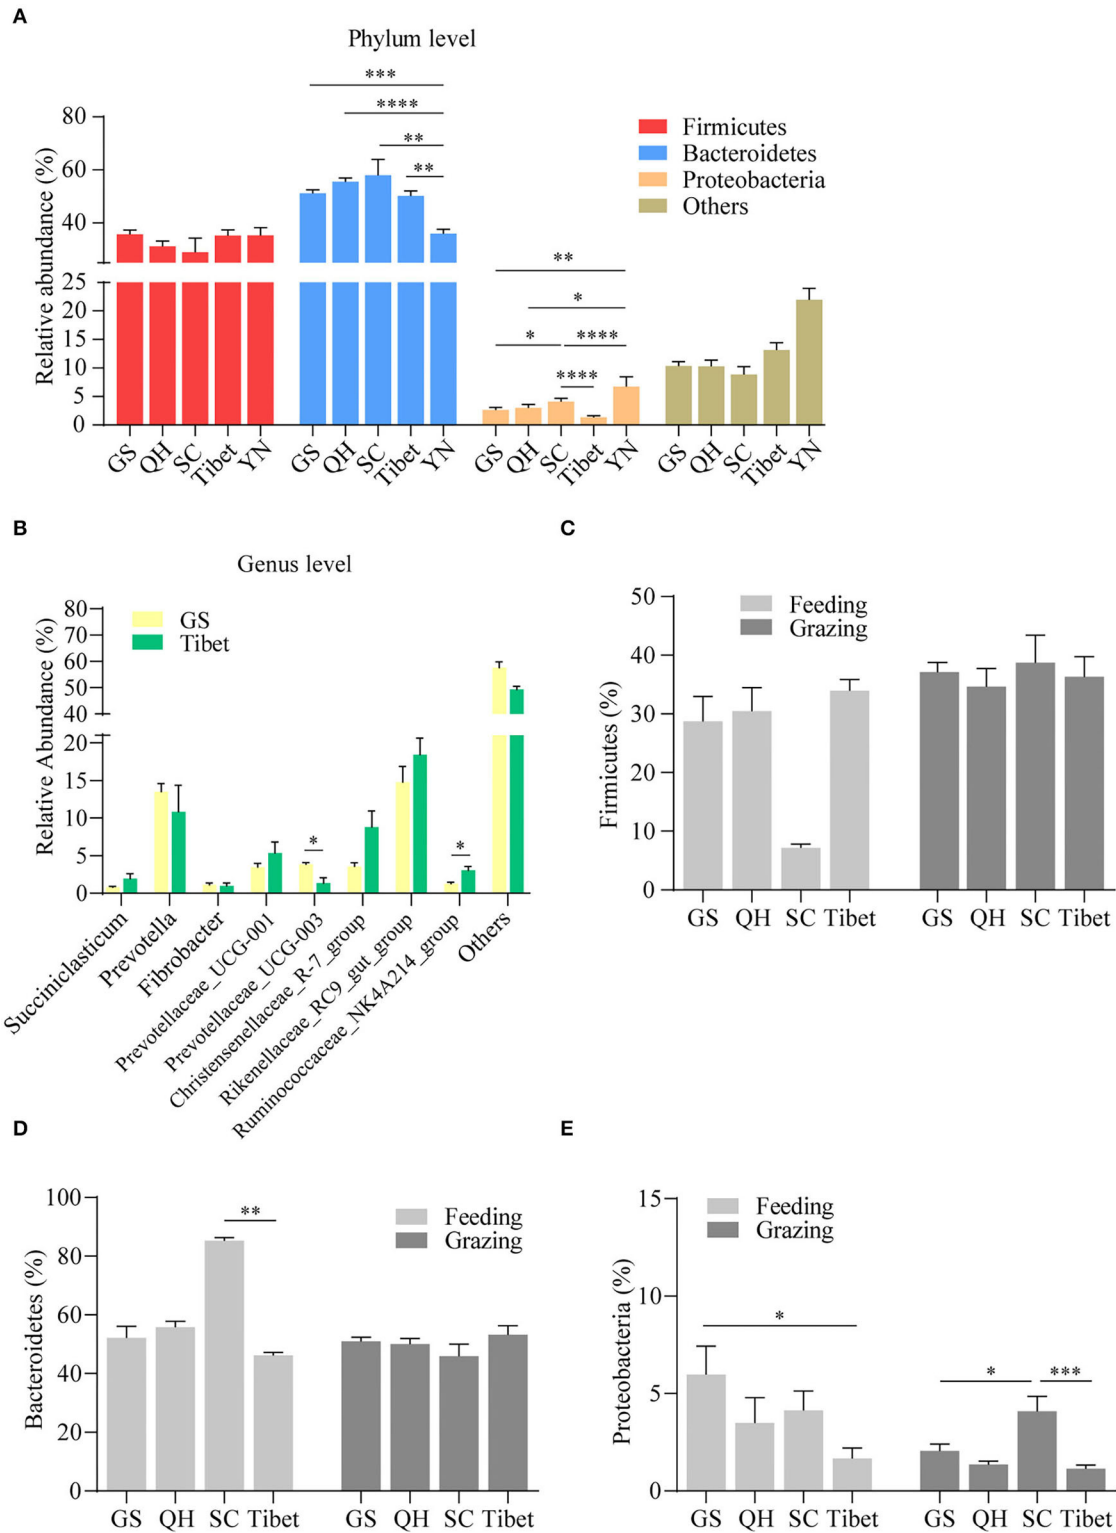 A
Phylum level
***
****
**
**
**
*
*
****
****
Relative abundance (%)
80
60
40
25
20
15
10
5
0
Firmicutes
Bacteroidetes
Proteobacteria
Others
GS QH SC Tibet YN GS QH SC Tibet YN GS QH SC Tibet YN GS QH SC Tibet YN
B
Genus level
Relative Abundance (%)
80
70
60
50
40
20
15
10
5
0
GS
Tibet
*
*
Succiniclasticum
Prevotella
Fibrobacter
Prevotellaceae_UCG-001
Prevotellaceae_UCG-003
Christensenellaceae_R-7_group
Rikenellaceae_RC9_gut_group
Ruminococcaceae_NK4A214_group
Others
C
Firmicutes (%)
50
40
30
20
10
0
Feeding
Grazing
GS QH SC Tibet GS QH SC Tibet
D
Bacteroidetes (%)
100
80
60
40
20
0
**
Feeding
Grazing
GS QH SC Tibet GS QH SC Tibet
E
Proteobacteria (%)
15
10
5
0
Feeding
Grazing
*
*
***
GS QH SC Tibet GS QH SC Tibet